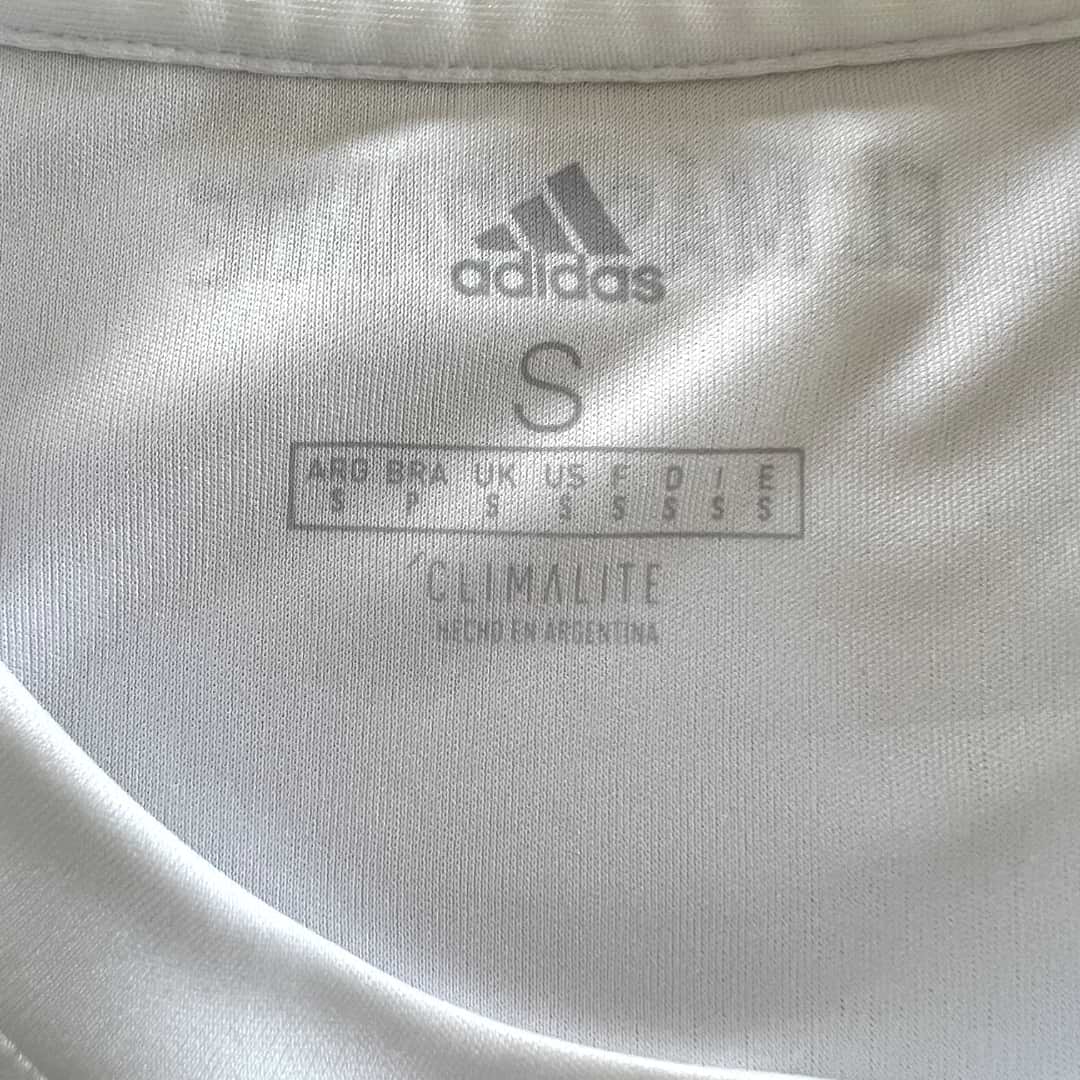 adidas
S
ARG BRA UK US F D I E
S P S S S S S S
CLIMALITE
HECHO EN ARGENTINA